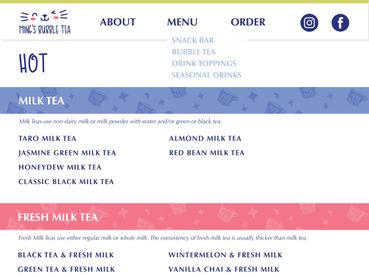 MING'S BUBBLE TEA
ABOUT MENU ORDER
SNACK BAR
BUBBLE TEA
DRINK TOPPINGS
SEASONAL DRINKS
HOT
MILK TEA
Milk Teas use non-dairy milk or milk powder with water and/or green or black tea.
TARO MILK TEA ALMOND MILK TEA
JASMINE GREEN MILK TEA RED BEAN MILK TEA
HONEYDEW MILK TEA
CLASSIC BLACK MILK TEA
FRESH MILK TEA
Fresh Milk Teas use either regular milk or whole milk. The consistency of fresh milk tea is usually thicker than milk tea.
BLACK TEA & FRESH MILK WINTERMELON & FRESH MILK
GREEN TEA & FRESH MILK VANILLA CHAI & FRESH MILK